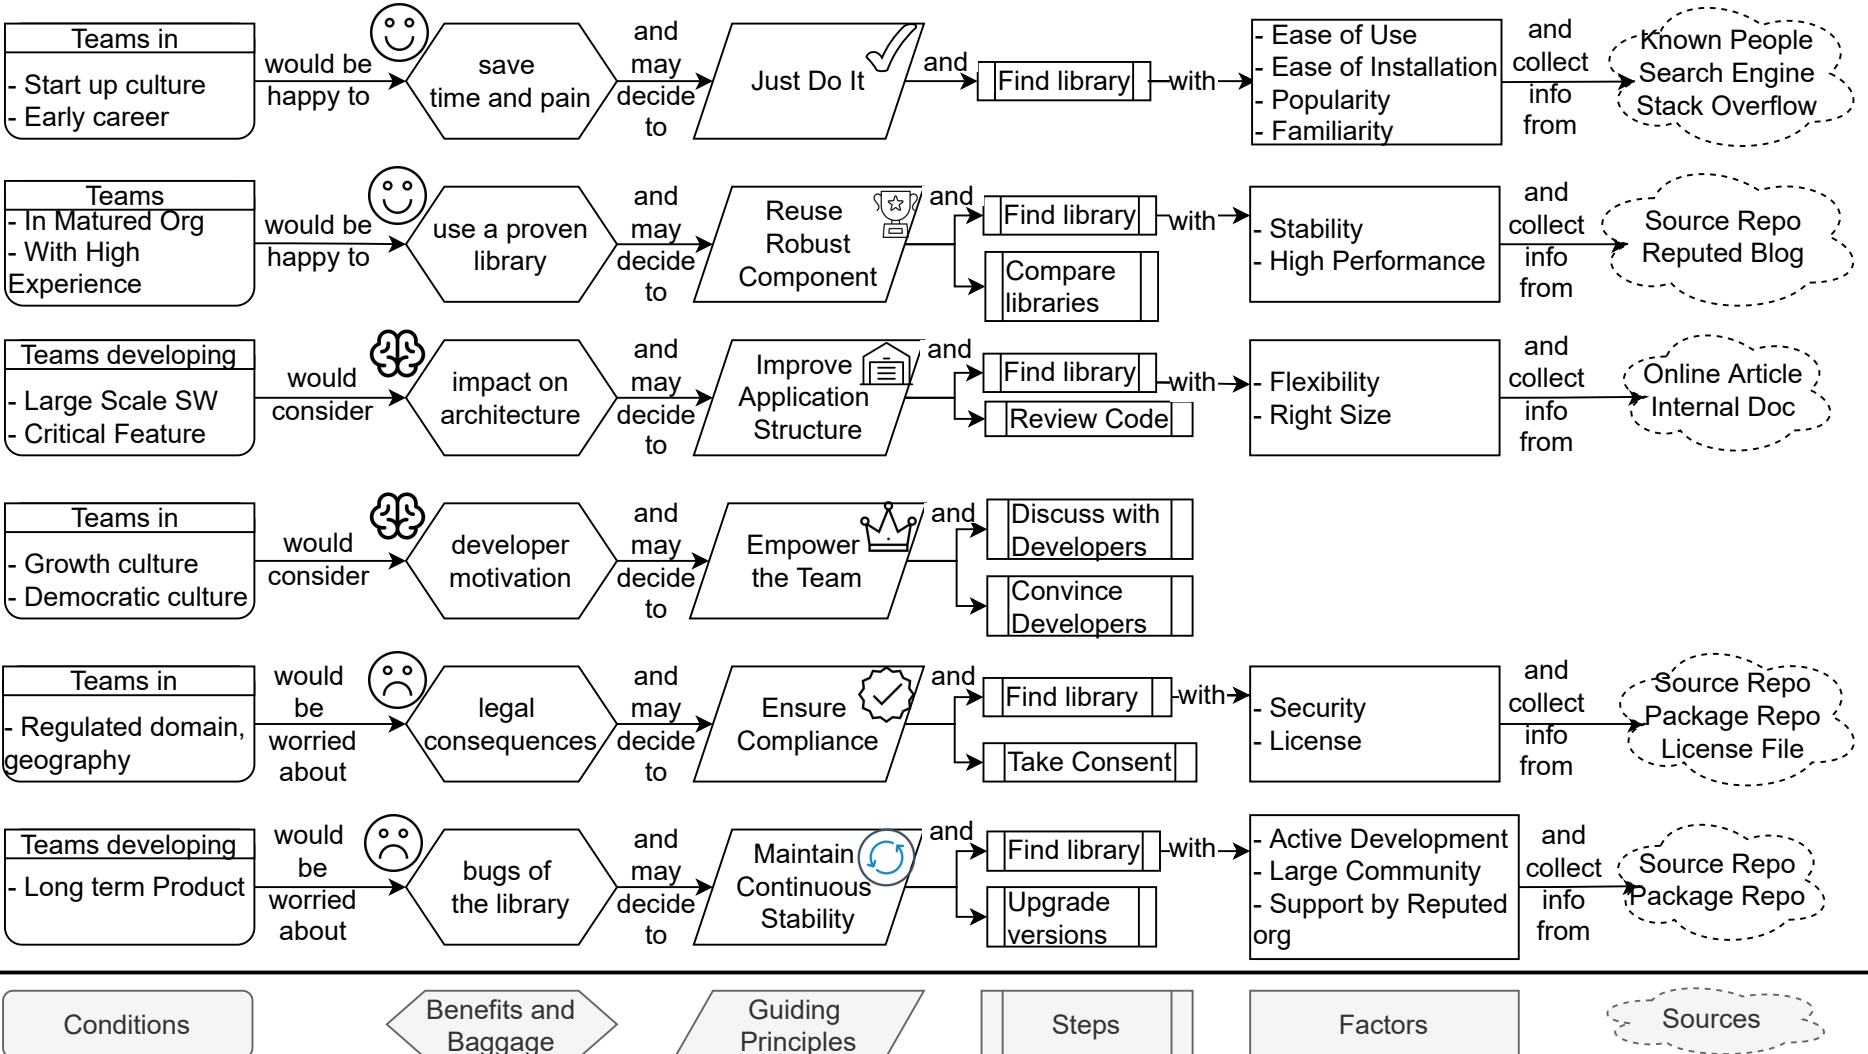 Teams in
- Start up culture
- Early career
would be
happy to
save
time and pain
and
may
decide
to
Just Do It
and
Find library
with
- Ease of Use
- Ease of Installation
- Popularity
- Familiarity
and
collect
info
from
Known People
Search Engine
Stack Overflow
Teams
- In Matured Org
- With High
Experience
would be
happy to
use a proven
library
and
may
decide
to
Reuse
Robust
Component
and
Find library
Compare
libraries
with
- Stability
- High Performance
and
collect
info
from
Source Repo
Reputed Blog
Teams developing
- Large Scale SW
- Critical Feature
would
consider
impact on
architecture
and
may
decide
to
Improve
Application
Structure
and
Find library
Review Code
with
- Flexibility
- Right Size
and
collect
info
from
Online Article
Internal Doc
Teams in
- Growth culture
- Democratic culture
would
consider
developer
motivation
and
may
decide
to
Empower
the Team
and
Discuss with
Developers
Convince
Developers
Teams in
- Regulated domain,
geography
would
be
worried
about
legal
consequences
and
may
decide
to
Ensure
Compliance
and
Find library
Take Consent
with
- Security
- License
and
collect
info
from
Source Repo
Package Repo
License File
Teams developing
- Long term Product
would
be
worried
about
bugs of
the library
and
may
decide
to
Maintain
Continuous
Stability
and
Find library
Upgrade
versions
with
- Active Development
- Large Community
- Support by Reputed
org
and
collect
info
from
Source Repo
Package Repo
Conditions
Benefits and
Baggage
Guiding
Principles
Steps
Factors
Sources